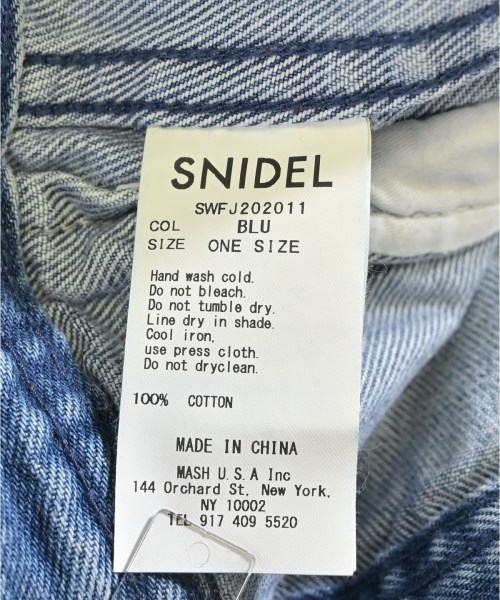 SNIDEL
SWFJ202011
COL BLU
SIZE ONE SIZE
Hand wash cold.
Do not bleach.
Do not tumble dry.
Line dry in shade.
Cool iron,
use press cloth.
Do not dryclean.
100% COTTON
MADE IN CHINA
MASH U.S.A Inc
144 Orchard St, New York,
NY 10002
TEL 917 409 5520